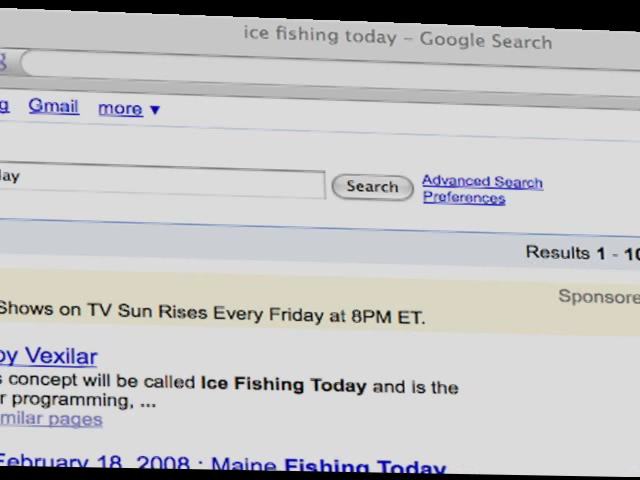 ice fishing today – Google Search
Gmail more ▼
Search
Advanced Search
Preferences
Results 1 - 10
Shows on TV Sun Rises Every Friday at 8PM ET.
by Vexilar
concept will be called Ice Fishing Today and is the
programming, ...
pages
February 18, 2008 : Maine Fishing Today